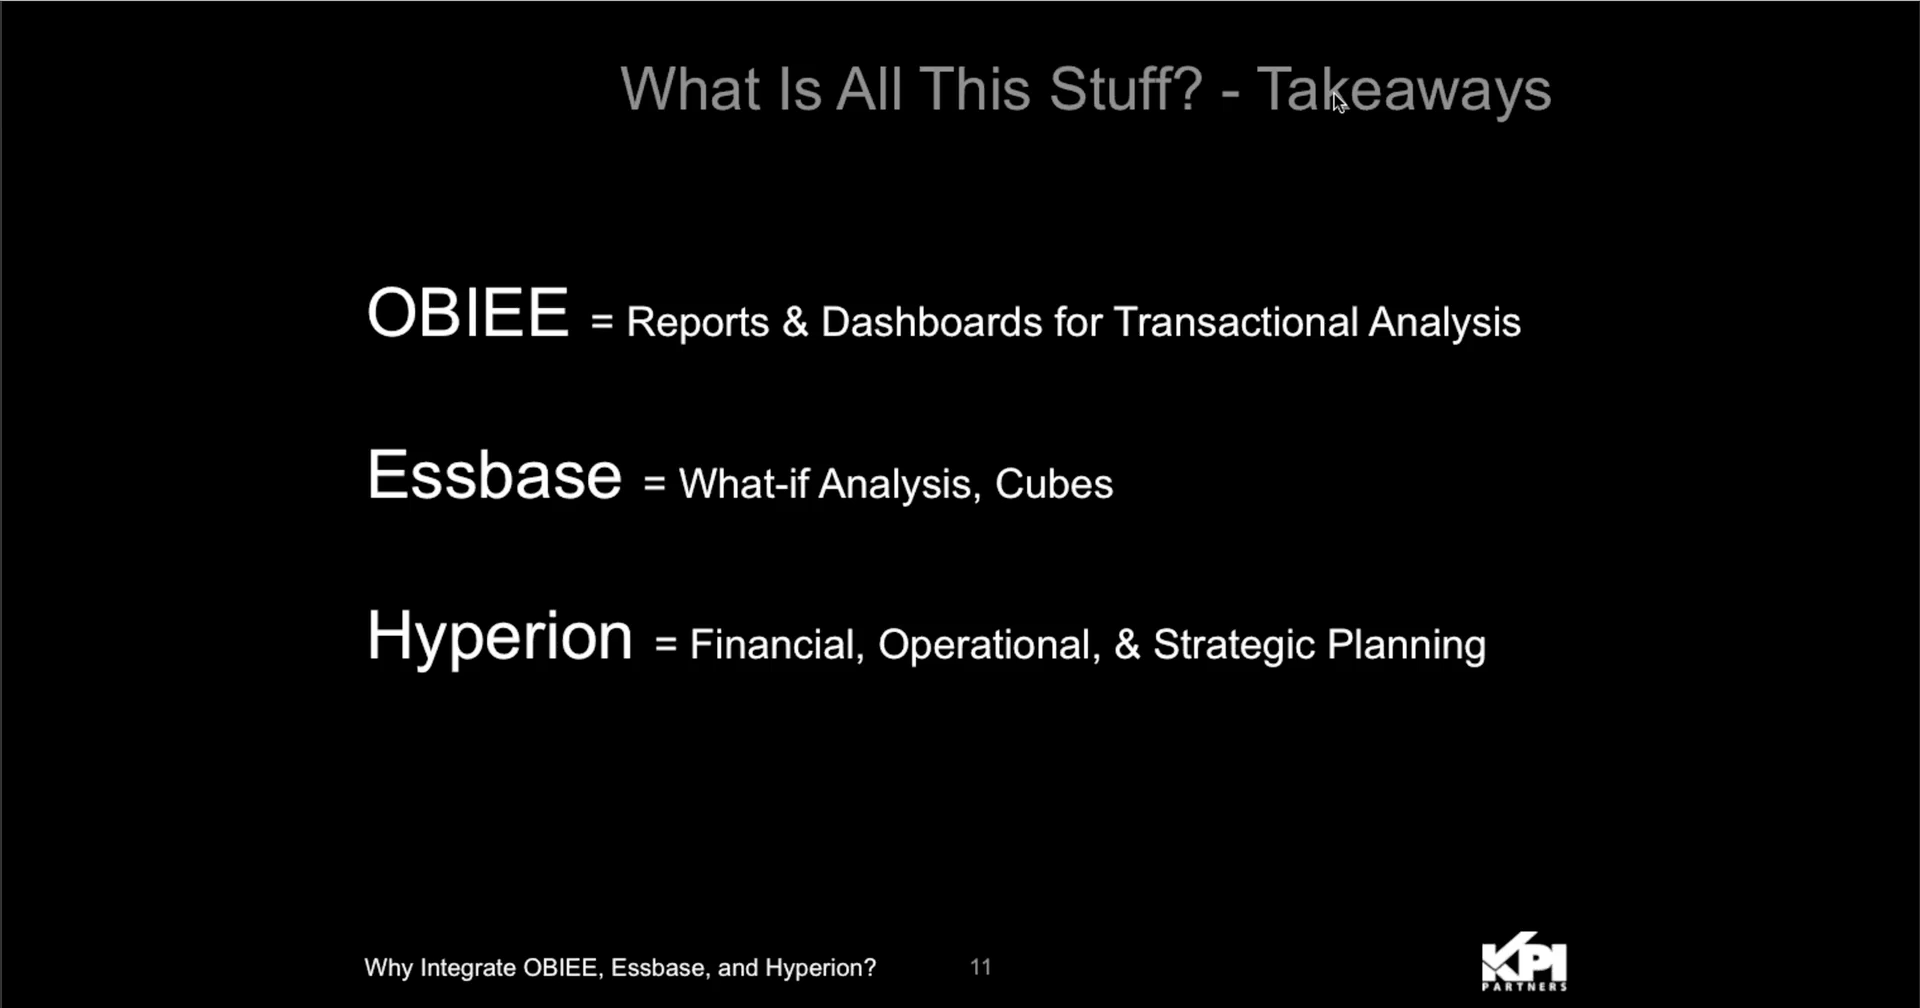 What Is All This Stuff? - Takeaways
OBIEE = Reports & Dashboards for Transactional Analysis
Essbase = What-if Analysis, Cubes
Hyperion = Financial, Operational, & Strategic Planning
Why Integrate OBIEE, Essbase, and Hyperion? 11
KPI
PARTNERS